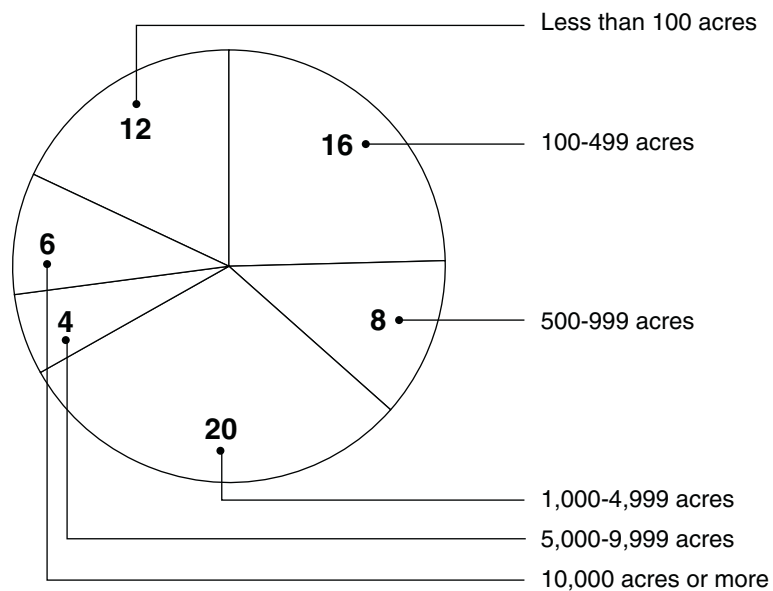 Less than 100 acres
12
16
100-499 acres
6
4
8
500-999 acres
20
1,000-4,999 acres
5,000-9,999 acres
10,000 acres or more